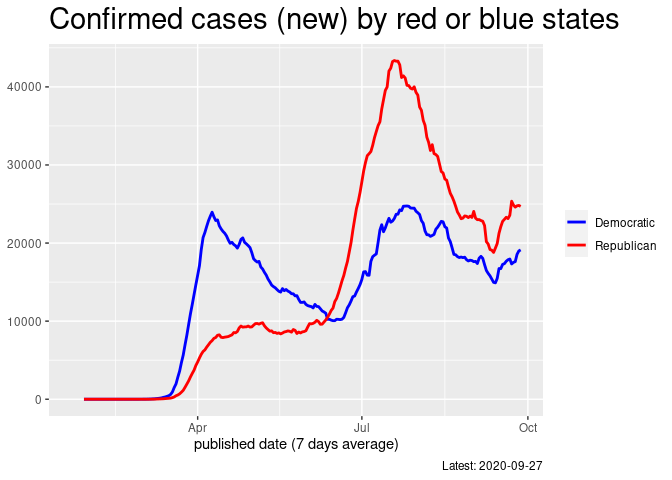 Confirmed cases (new) by red or blue states
40000
30000
20000
10000
0
Apr
Jul
Oct
published date (7 days average)
Democratic
Republican
Latest: 2020-09-27